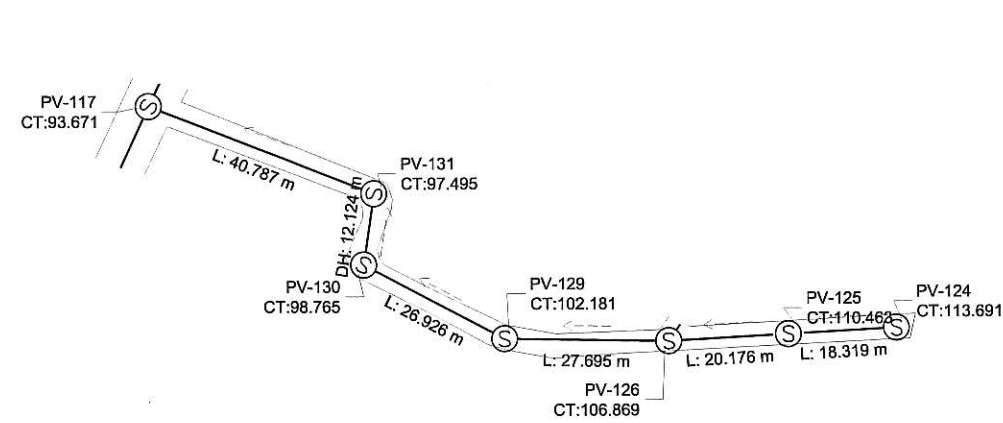 PV-117
CT:93.671
L: 40.787 m
PV-131
CT:97.495
DH: 12.124 m
PV-130
CT:98.765
L: 26.926 m
PV-129
CT:102.181
L: 27.695 m
PV-126
CT:106.869
L: 20.176 m
PV-125
CT:110.463
L: 18.319 m
PV-124
CT:113.691
S
S
S
S
S
S
S